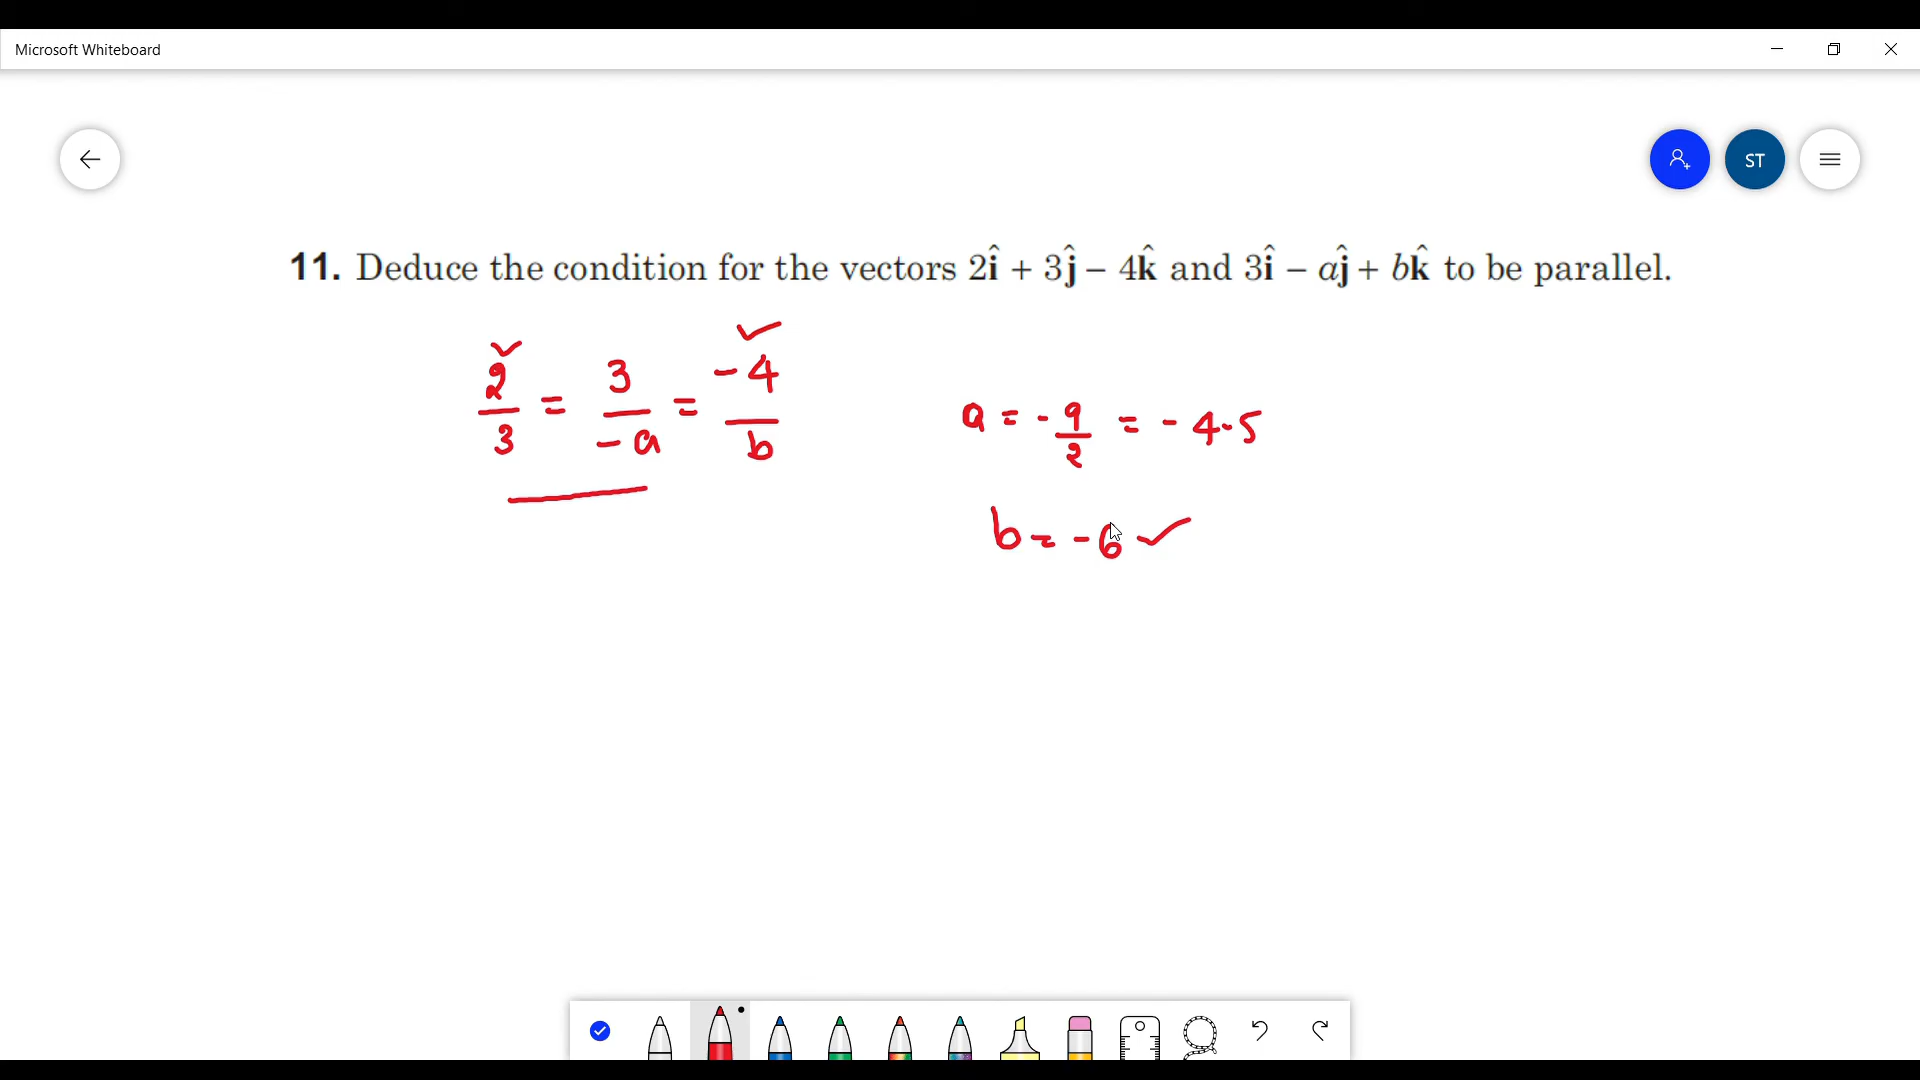 Microsoft Whiteboard
ST
11. Deduce the condition for the vectors 2î + 3ĵ – 4k̂ and 3î – aĵ + bk̂ to be parallel.
2/3 = 3/-a = -4/b
a = -9/2 = -4.5
b = -6